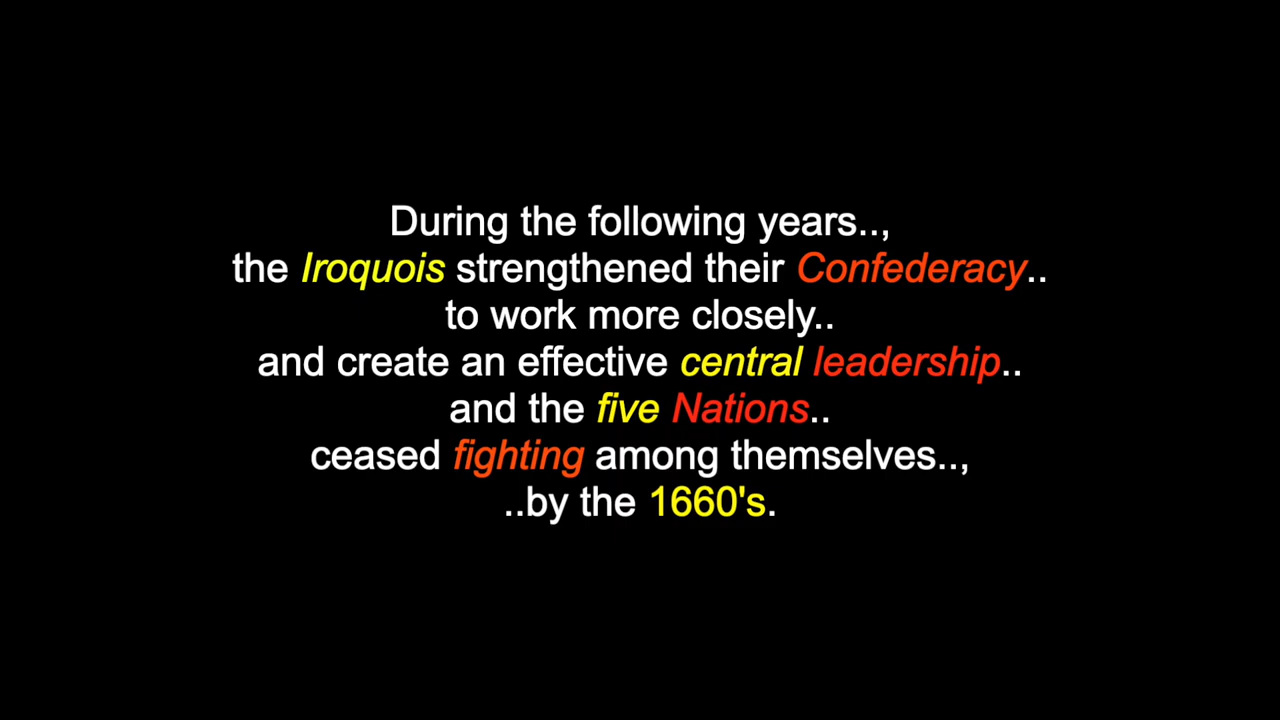 During the following years..,
the Iroquois strengthened their Confederacy..
to work more closely..
and create an effective central leadership..
and the five Nations..
ceased fighting among themselves..,
..by the 1660's.